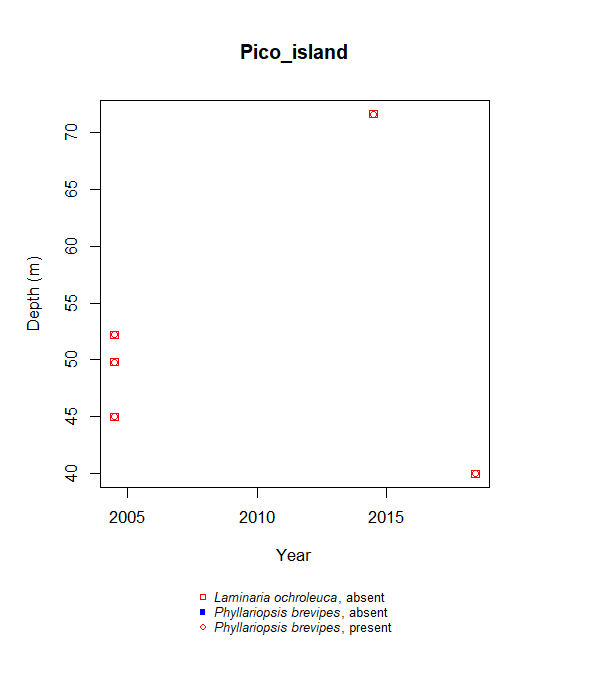 Pico_island
70
65
60
55
50
45
40
Depth (m)
2005 2010 2015
Year
Laminaria ochroleuca, absent
Phyllariopsis brevipes, absent
Phyllariopsis brevipes, present